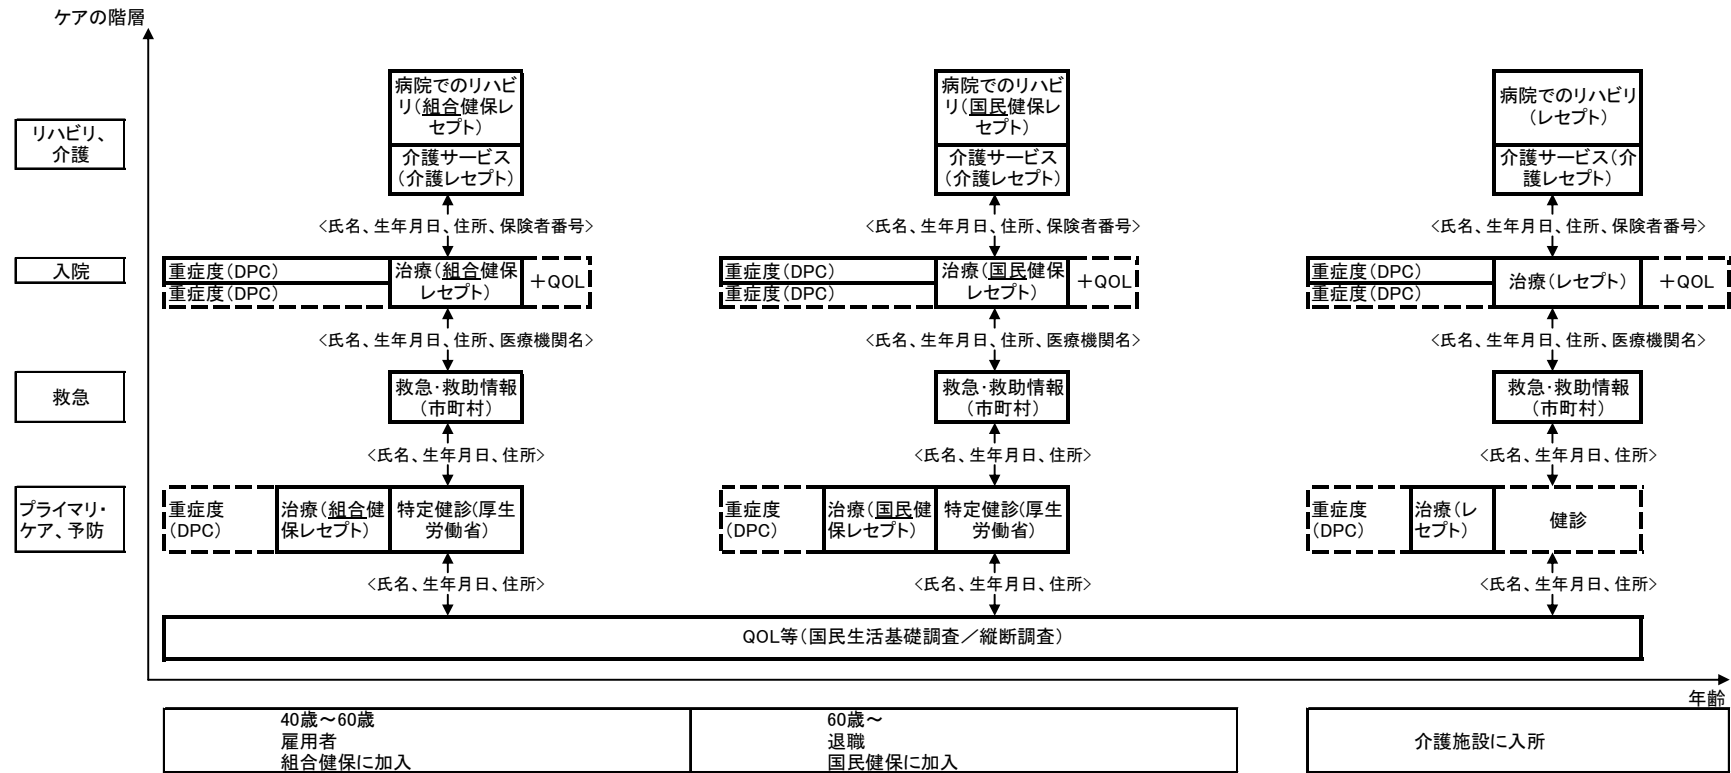 ケアの階層
病院でのリハビ
リ(組合健保レ
セプト)
病院でのリハビ
リ(国民健保レ
セプト)
病院でのリハビリ
(レセプト)
リハビリ、
介護
介護サービス
(介護レセプト)
介護サービス
(介護レセプト)
介護サービス(介
護レセプト)
<氏名、生年月日、住所、保険者番号>
<氏名、生年月日、住所、保険者番号>
<氏名、生年月日、住所、保険者番号>
入院
重症度(DPC)
重症度(DPC)
治療(組合健保
レセプト)
+QOL
重症度(DPC)
重症度(DPC)
治療(国民健保
レセプト)
+QOL
重症度(DPC)
重症度(DPC)
治療(レセプト)
+QOL
<氏名、生年月日、住所、医療機関名>
<氏名、生年月日、住所、医療機関名>
<氏名、生年月日、住所、医療機関名>
救急
救急・救助情報
(市町村)
救急・救助情報
(市町村)
救急・救助情報
(市町村)
<氏名、生年月日、住所>
<氏名、生年月日、住所>
<氏名、生年月日、住所>
プライマリ・
ケア、予防
重症度
(DPC)
治療(組合健
保レセプト)
特定健診(厚生
労働省)
重症度
(DPC)
治療(国民健
保レセプト)
特定健診(厚生
労働省)
重症度
(DPC)
治療(レ
セプト)
健診
<氏名、生年月日、住所>
<氏名、生年月日、住所>
<氏名、生年月日、住所>
QOL等(国民生活基礎調査/縦断調査)
年齢
40歳~60歳
雇用者
組合健保に加入
60歳~
退職
国民健保に加入
介護施設に入所